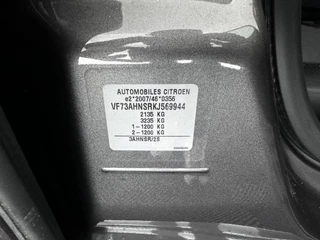 AUTOMOBILES CITROEN
e2*2007/46*0356
VF73AHNSRKJ569944
2135 KG
3235 KG
1-1200 KG
2-1200 KG
3AHNSR/2S